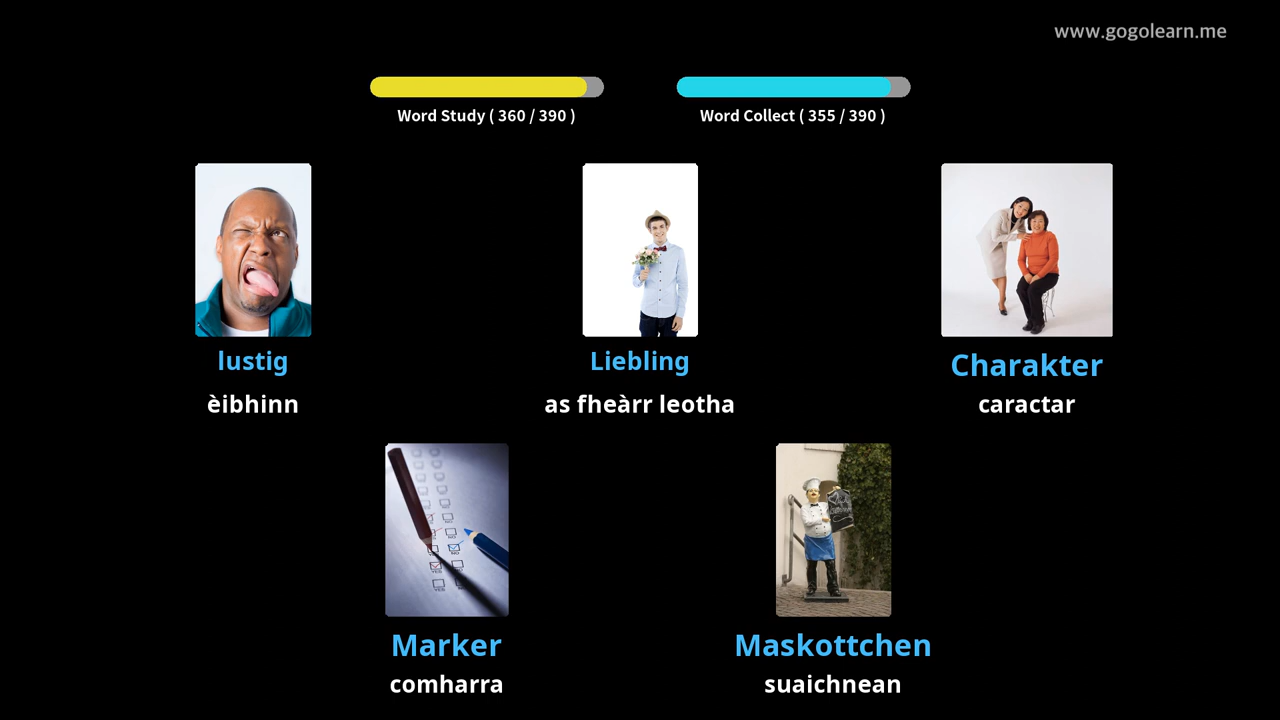 www.gogolearn.me
Word Study ( 360 / 390 )
Word Collect ( 355 / 390 )
lustig
èibhinn
Liebling
as fheàrr leotha
Charakter
caractar
Marker
comharra
Maskottchen
suaichnean